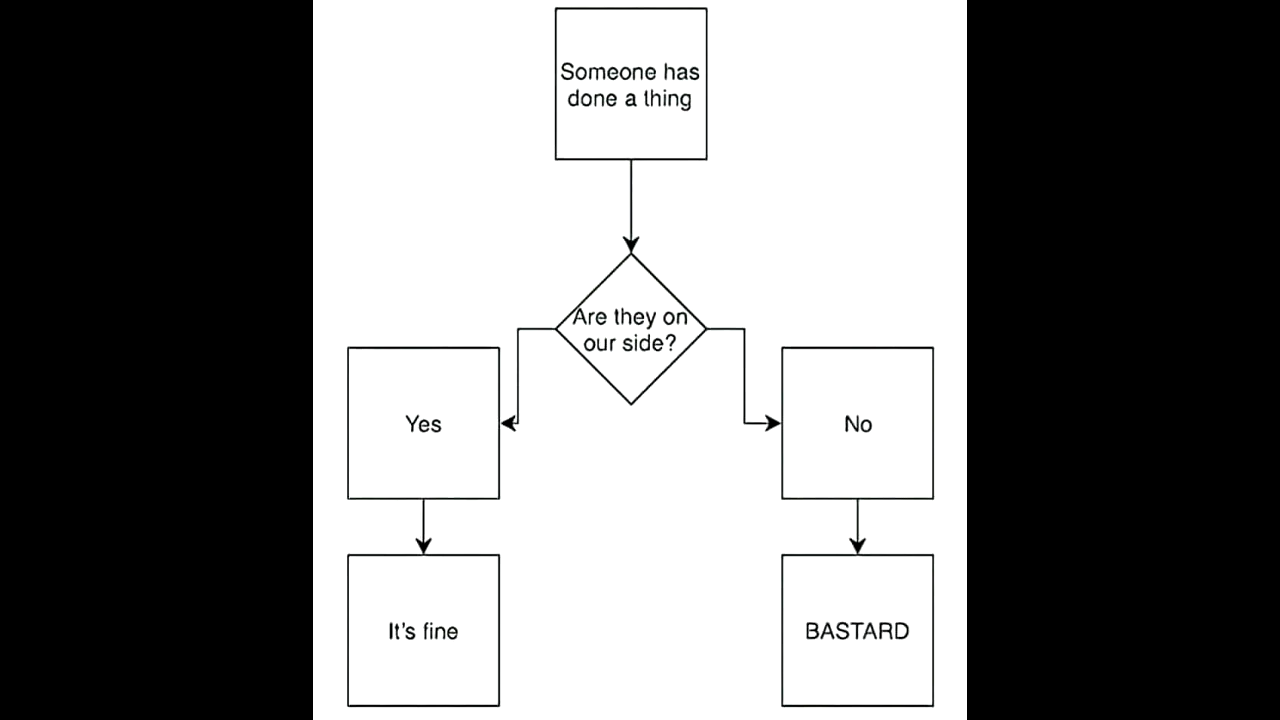 Someone has
done a thing
Are they on
our side?
Yes
No
It's fine
BASTARD